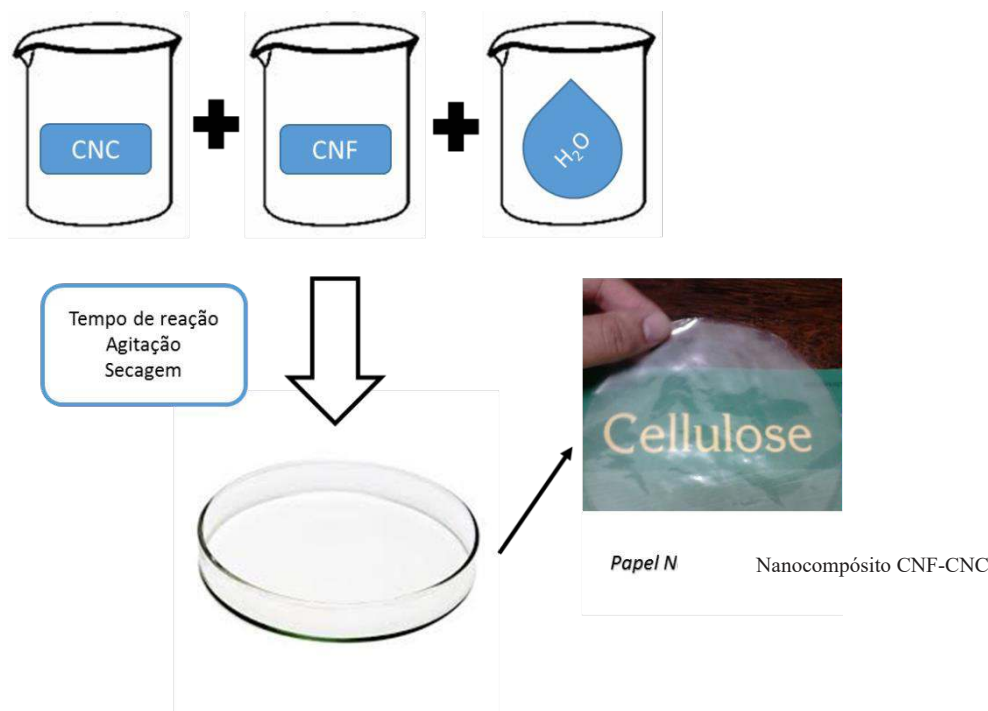 CNC
CNF
H₂O
Tempo de reação
Agitação
Secagem
Cellulose
Papel N
Nanocompósito CNF-CNC